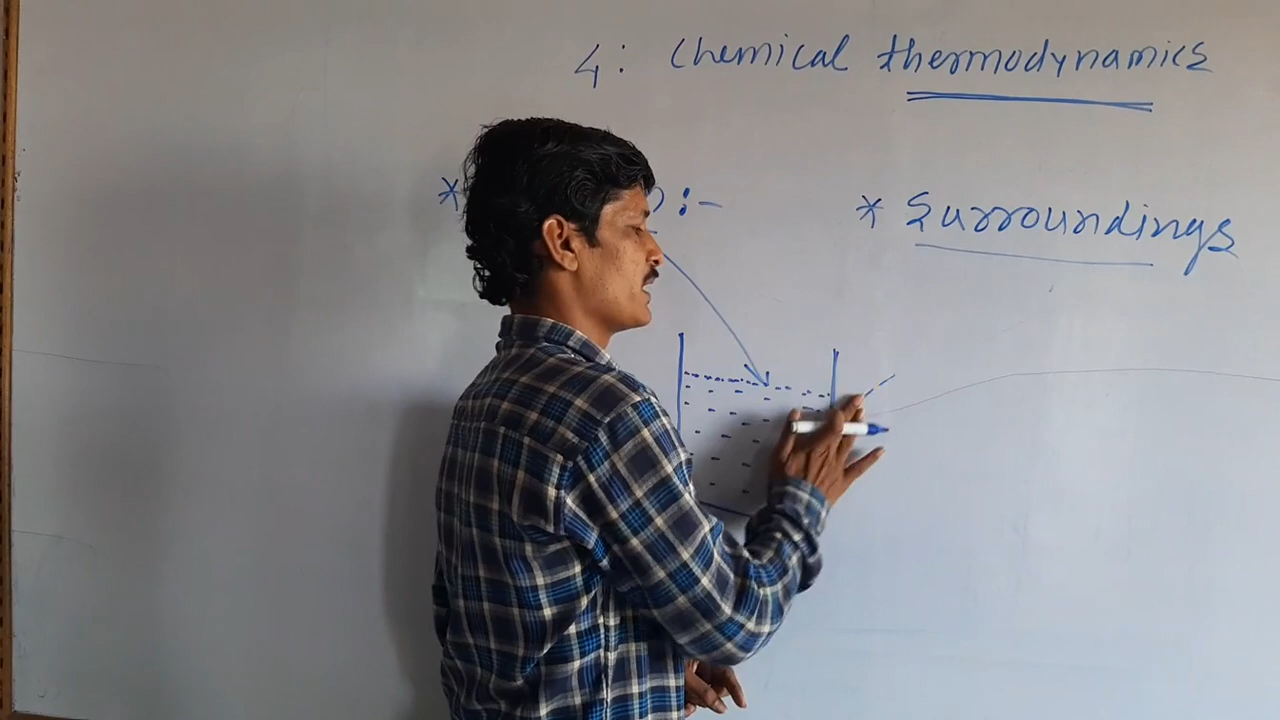 4: Chemical thermodynamics
* :-
* Surroundings